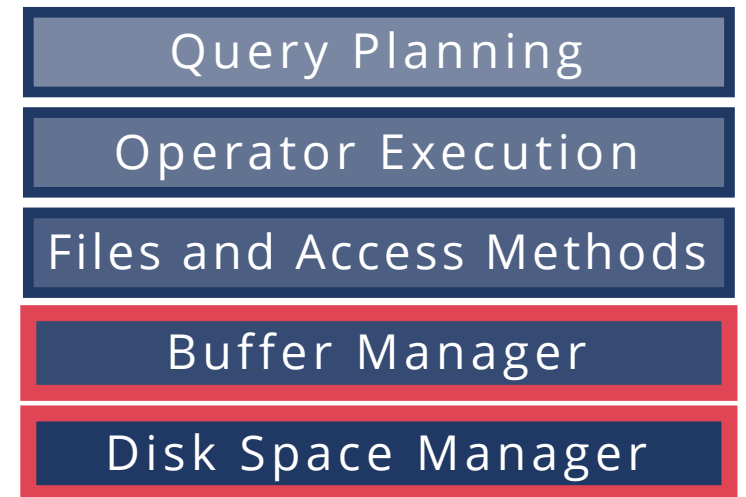 Query Planning
Operator Execution
Files and Access Methods
Buffer Manager
Disk Space Manager